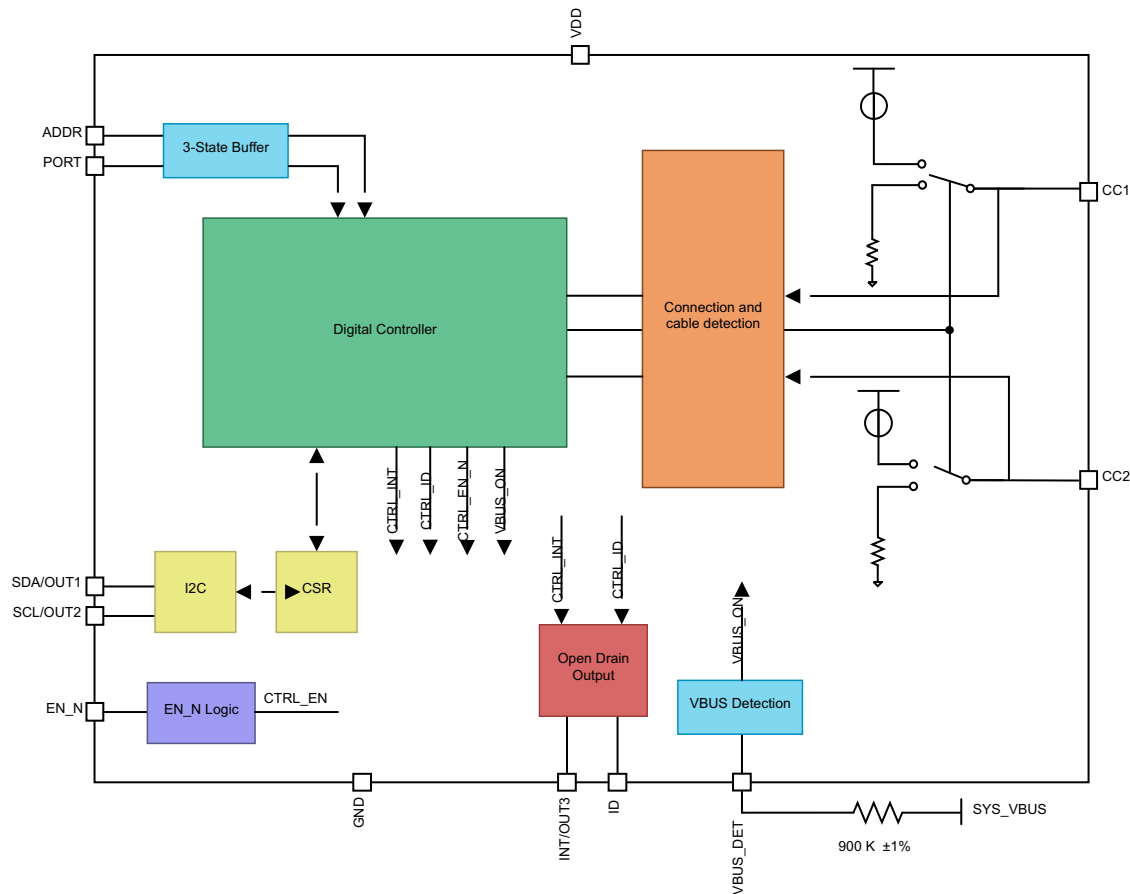 VDD
ADDR
PORT
3-State Buffer
CC1
Digital Controller
Connection and
cable detection
CTRL_INT
CTRL_ID
CTRL_EN_N
VBUS_ON
CC2
CTRL_INT
CTRL_ID
SDA/OUT1
SCL/OUT2
I2C
CSR
VBUS_ON
Open Drain
Output
EN_N
EN_N Logic
CTRL_EN
VBUS Detection
GND
INT/OUT3
ID
VBUS_DET
SYS_VBUS
900 K ±1%